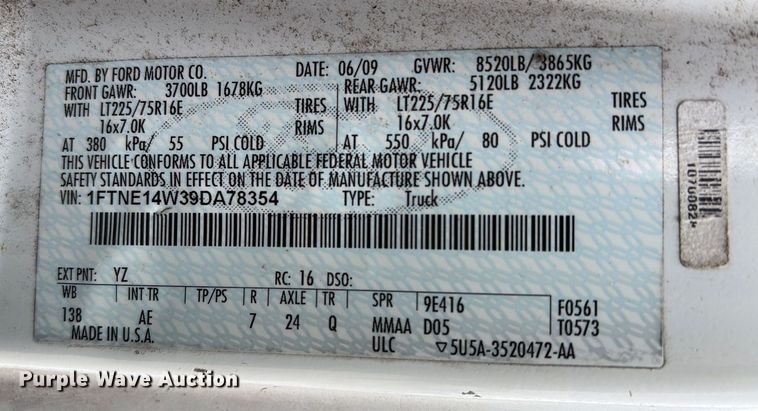 MFD. BY FORD MOTOR CO. DATE: 06/09 GVWR: 8520LB/ 3865KG
FRONT GAWR: 3700LB 1678KG REAR GAWR: 5120LB 2322KG
WITH LT225/75R16E TIRES WITH LT225/75R16E TIRES
16x7.0K RIMS 16x7.0K RIMS
AT 380 kPa/ 55 PSI COLD AT 550 kPa/ 80 PSI COLD
THIS VEHICLE CONFORMS TO ALL APPLICABLE FEDERAL MOTOR VEHICLE
SAFETY STANDARDS IN EFFECT ON THE DATE OF MANUFACTURE SHOWN ABOVE.
VIN: 1FTNE14W39DA78354 TYPE: Truck
EXT PNT: YZ RC: 16 DSO:
WB INT TR TP/PS R AXLE TR SPR 9E416 F0561
138 AE 7 24 Q MMAA D05 T0573
MADE IN U.S.A. ULC ▽5U5A-3520472-AA
Purple Wave Auction